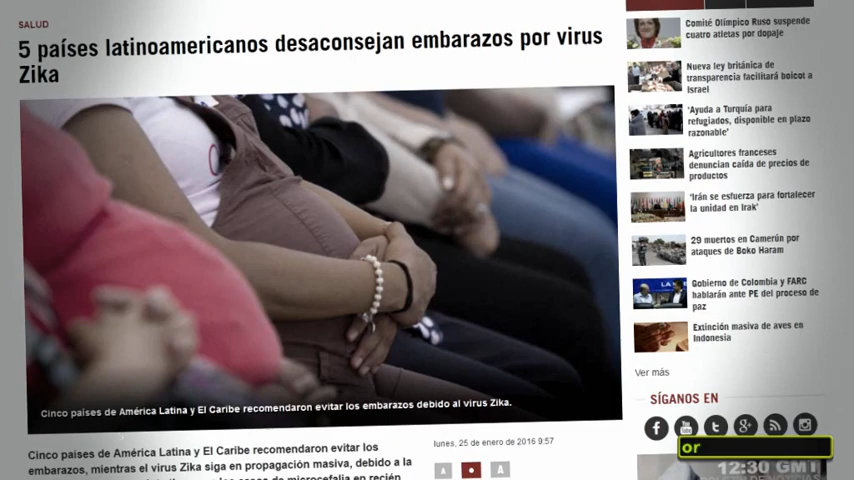 SALUD
5 países latinoamericanos desaconsejan embarazos por virus
Zika
Cinco países de América Latina y El Caribe recomendaron evitar los embarazos debido al virus Zika.
Cinco países de América Latina y El Caribe recomendaron evitar los
embarazos, mientras el virus Zika siga en propagación masiva, debido a la
microcefalia en recién
lunes, 25 de enero de 2016 9:57
A A
Comité Olímpico Ruso suspende
cuatro atletas por dopaje
Nueva ley británica de
transparencia facilitará boicot a
Israel
'Ayuda a Turquía para
refugiados, disponible en plazo
razonable'
Agricultores franceses
denuncian caída de precios de
productos
'Irán se esfuerza para fortalecer
la unidad en Irak'
29 muertos en Camerún por
ataques de Boko Haram
Gobierno de Colombia y FARC
hablarán ante PE del proceso de
paz
Extinción masiva de aves en
Indonesia
Ver más
SÍGANOS EN
or
12:30 GMT